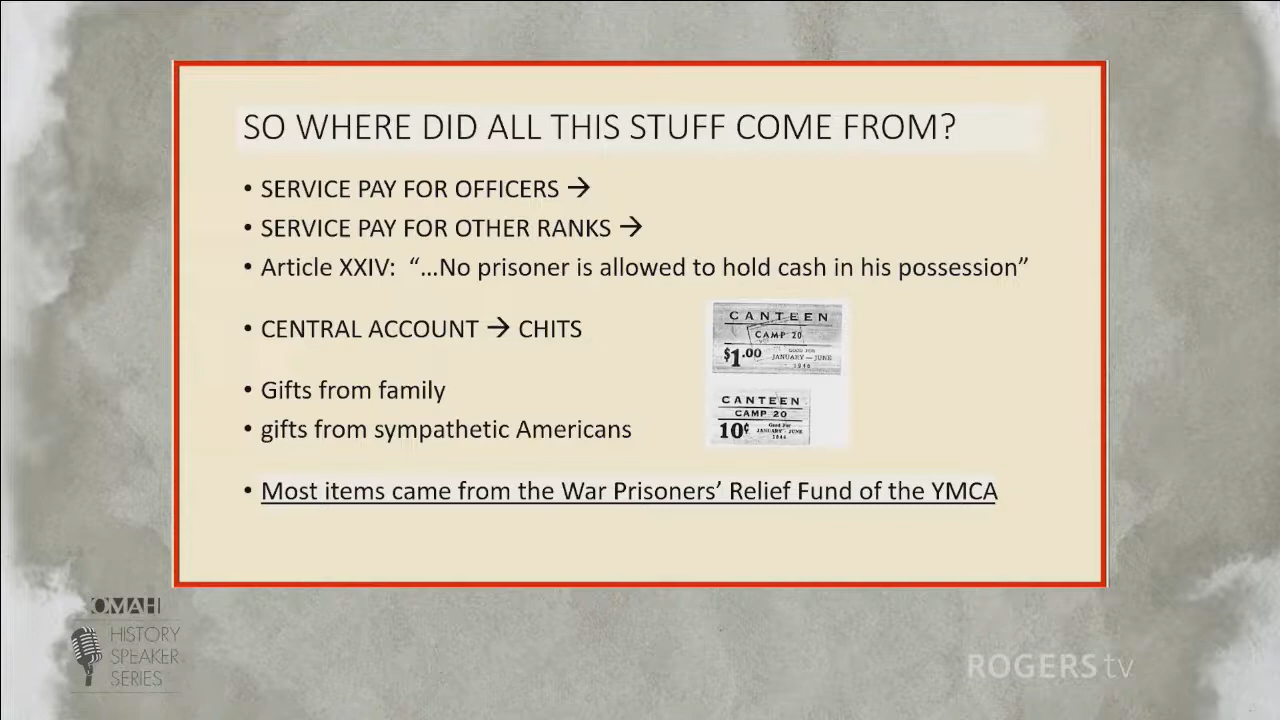 SO WHERE DID ALL THIS STUFF COME FROM?
• SERVICE PAY FOR OFFICERS →
• SERVICE PAY FOR OTHER RANKS →
• Article XXIV: “...No prisoner is allowed to hold cash in his possession”
• CENTRAL ACCOUNT → CHITS
CANTEEN
CAMP 20
$1.00
GOOD FOR
JANUARY – JUNE
1946
• Gifts from family
• gifts from sympathetic Americans
CANTEEN
CAMP 20
10¢
Good For
JANUARY - JUNE
• Most items came from the War Prisoners’ Relief Fund of the YMCA
OMAH
HISTORY
SPEAKER
SERIES
ROGERS tv